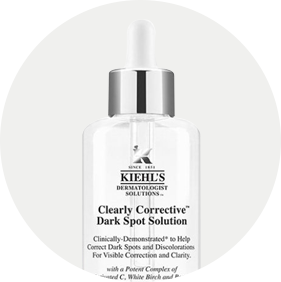 K
SINCE 1851
KIEHL'S
DERMATOLOGIST
SOLUTIONS™
Clearly Corrective™
Dark Spot Solution
Clinically-Demonstrated* to Help
Correct Dark Spots and Discolorations
For Visible Correction and Clarity.
with a Potent Complex of
C, White Birch and